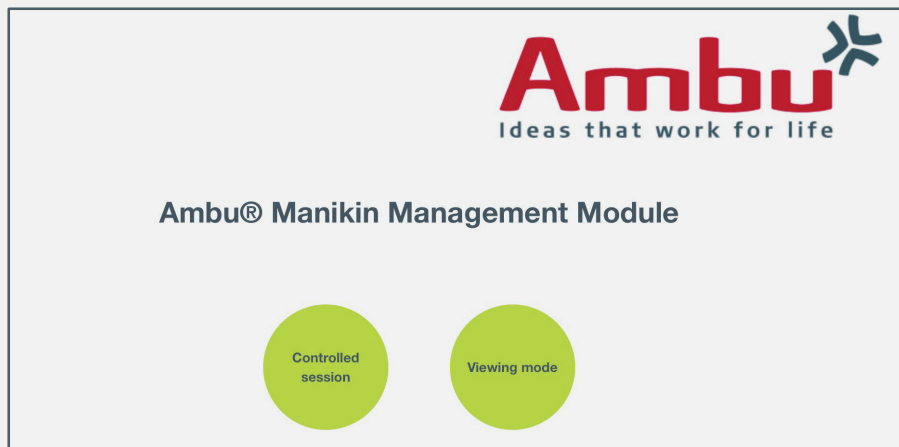 Ambu
Ideas that work for life
Ambu® Manikin Management Module
Controlled
session
Viewing mode